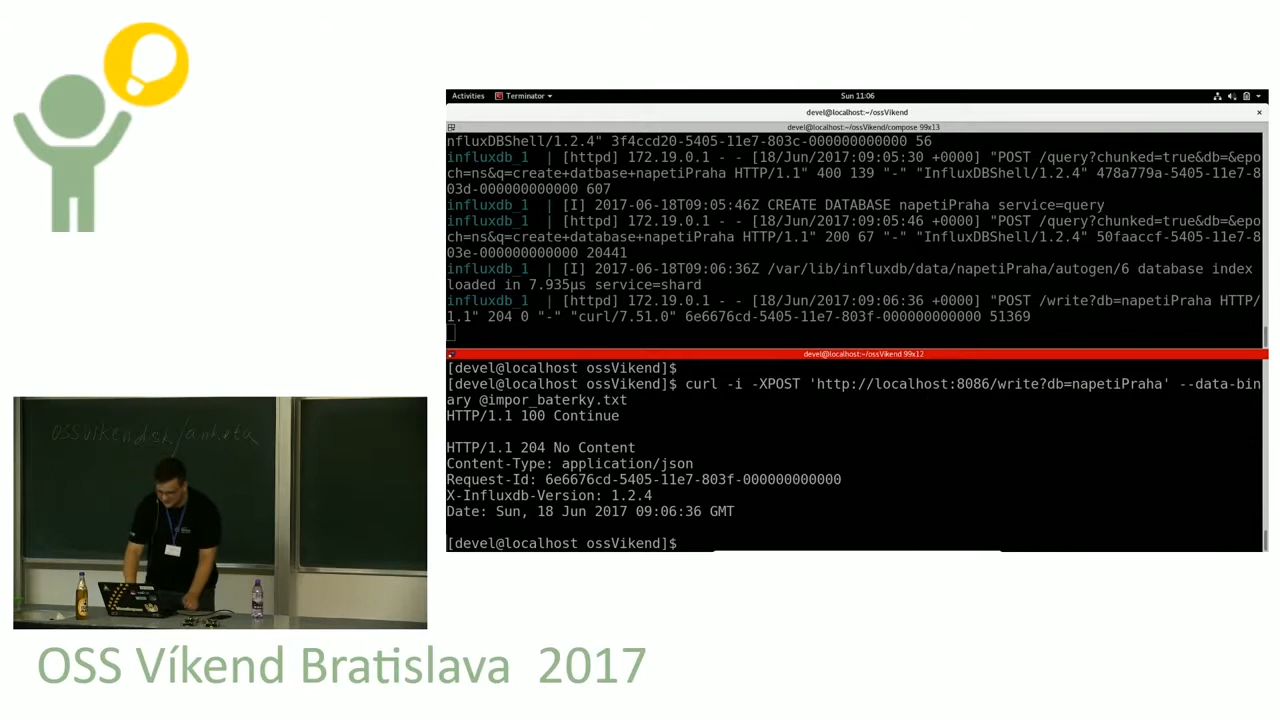 Activities Terminator Sun 11:06
devel@localhost:~/ossVikend
devel@localhost:~/ossVikend/compose 99x13
nfluxDBShell/1.2.4" 3f4ccd20-5405-11e7-803c-000000000000 56
influxdb_1 | [httpd] 172.19.0.1 - - [18/Jun/2017:09:05:30 +0000] "POST /query?chunked=true&db=&epo
ch=ns&q=create+datbase+napetiPraha HTTP/1.1" 400 139 "-" "InfluxDBShell/1.2.4" 478a779a-5405-11e7-8
03d-000000000000 607
influxdb_1 | [I] 2017-06-18T09:05:46Z CREATE DATABASE napetiPraha service=query
influxdb_1 | [httpd] 172.19.0.1 - - [18/Jun/2017:09:05:46 +0000] "POST /query?chunked=true&db=&epo
ch=ns&q=create+database+napetiPraha HTTP/1.1" 200 67 "-" "InfluxDBShell/1.2.4" 50faaccf-5405-11e7-8
03e-000000000000 20441
influxdb_1 | [I] 2017-06-18T09:06:36Z /var/lib/influxdb/data/napetiPraha/autogen/6 database index
loaded in 7.935µs service=shard
influxdb_1 | [httpd] 172.19.0.1 - - [18/Jun/2017:09:06:36 +0000] "POST /write?db=napetiPraha HTTP/
1.1" 204 0 "-" "curl/7.51.0" 6e6676cd-5405-11e7-803f-000000000000 51369
devel@localhost:~/ossVikend 99x12
[devel@localhost ossVikend]$
[devel@localhost ossVikend]$ curl -i -XPOST 'http://localhost:8086/write?db=napetiPraha' --data-bin
ary @impor_baterky.txt
HTTP/1.1 100 Continue
HTTP/1.1 204 No Content
Content-Type: application/json
Request-Id: 6e6676cd-5405-11e7-803f-000000000000
X-Influxdb-Version: 1.2.4
Date: Sun, 18 Jun 2017 09:06:36 GMT
[devel@localhost ossVikend]$
ossvikend.sk/anketa
OSS Víkend Bratislava 2017